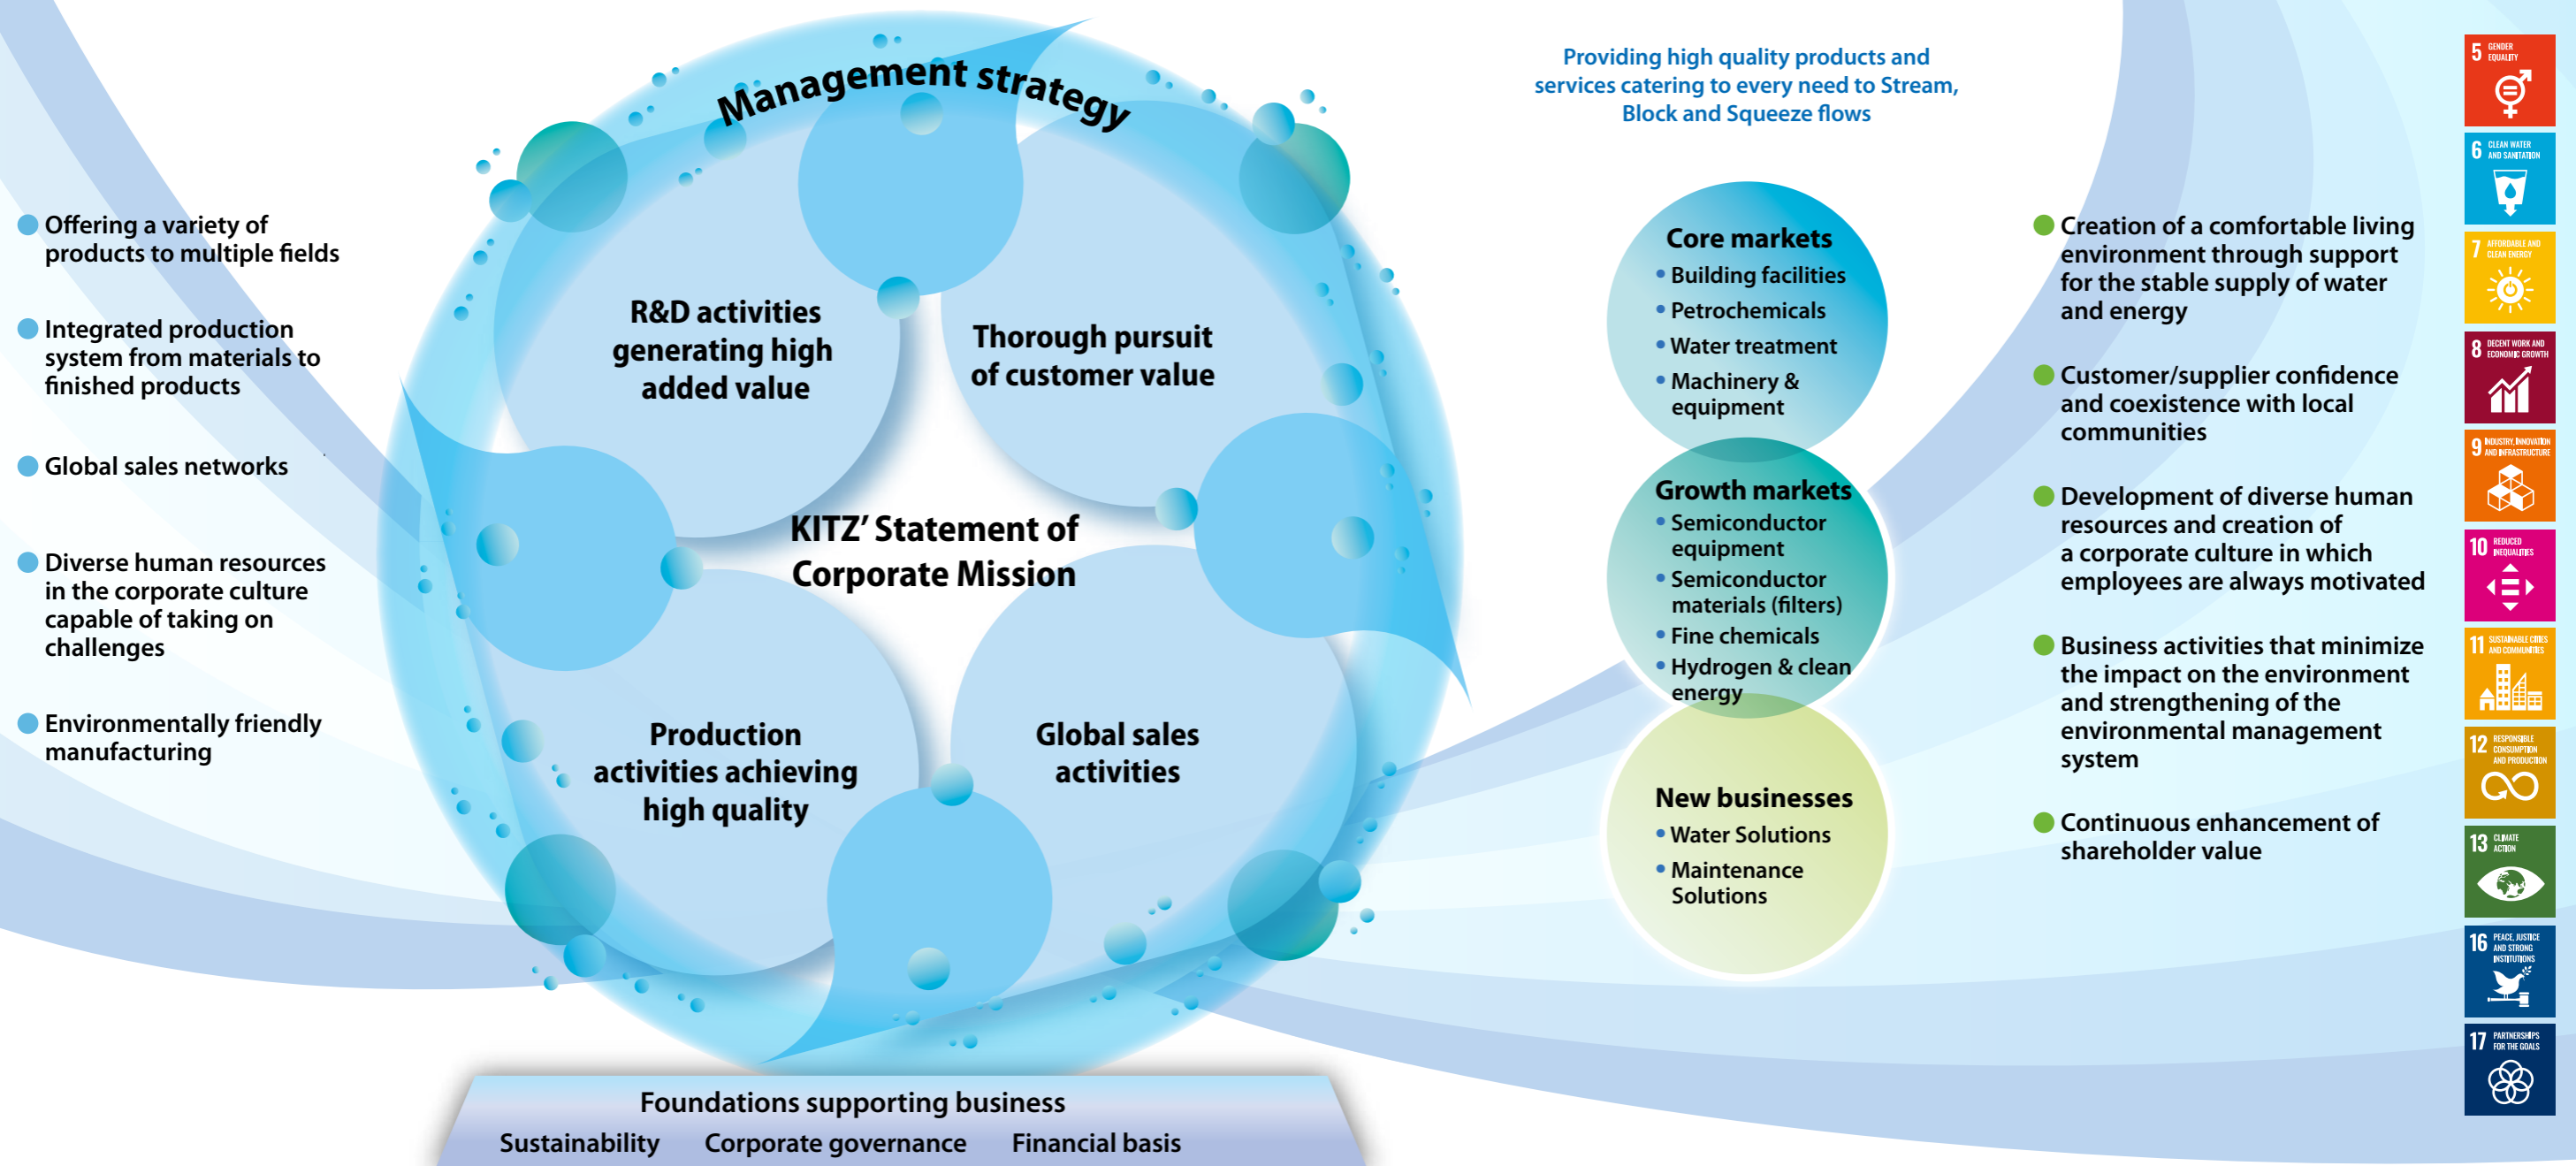 Management strategy
Offering a variety of
products to multiple fields
Integrated production
system from materials to
finished products
Global sales networks
Diverse human resources
in the corporate culture
capable of taking on
challenges
Environmentally friendly
manufacturing
R&D activities
generating high
added value
Thorough pursuit
of customer value
KITZ’ Statement of
Corporate Mission
Production
activities achieving
high quality
Global sales
activities
Foundations supporting business
Sustainability Corporate governance Financial basis
Providing high quality products and
services catering to every need to Stream,
Block and Squeeze flows
Core markets
• Building facilities
• Petrochemicals
• Water treatment
• Machinery &
equipment
Growth markets
• Semiconductor
equipment
• Semiconductor
materials (filters)
• Fine chemicals
• Hydrogen & clean
energy
New businesses
• Water Solutions
• Maintenance
Solutions
Creation of a comfortable living
environment through support
for the stable supply of water
and energy
Customer/supplier confidence
and coexistence with local
communities
Development of diverse human
resources and creation of
a corporate culture in which
employees are always motivated
Business activities that minimize
the impact on the environment
and strengthening of the
environmental management
system
Continuous enhancement of
shareholder value
5 GENDER
EQUALITY
6 CLEAN WATER
AND SANITATION
7 AFFORDABLE AND
CLEAN ENERGY
8 DECENT WORK AND
ECONOMIC GROWTH
9 INDUSTRY, INNOVATION
AND INFRASTRUCTURE
10 REDUCED
INEQUALITIES
11 SUSTAINABLE CITIES
AND COMMUNITIES
12 RESPONSIBLE
CONSUMPTION
AND PRODUCTION
13 CLIMATE
ACTION
16 PEACE, JUSTICE
AND STRONG
INSTITUTIONS
17 PARTNERSHIPS
FOR THE GOALS